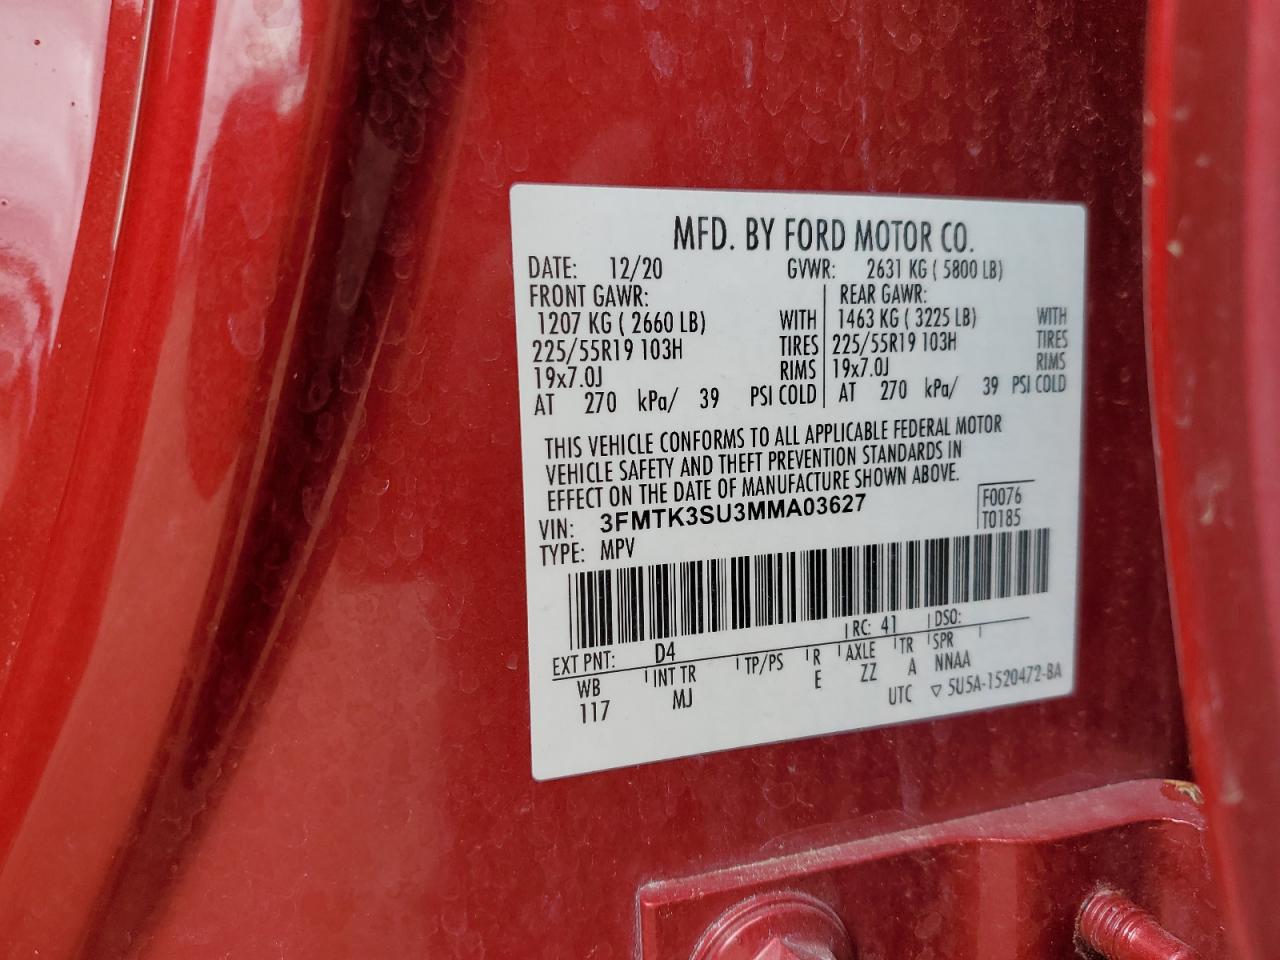 MFD. BY FORD MOTOR CO.
DATE: 12/20 GVWR: 2631 KG ( 5800 LB)
FRONT GAWR: REAR GAWR:
1207 KG ( 2660 LB) WITH 1463 KG ( 3225 LB) WITH
225/55R19 103H TIRES 225/55R19 103H TIRES
19x7.0J RIMS 19x7.0J RIMS
AT 270 kPa/ 39 PSI COLD AT 270 kPa/ 39 PSI COLD
THIS VEHICLE CONFORMS TO ALL APPLICABLE FEDERAL MOTOR
VEHICLE SAFETY AND THEFT PREVENTION STANDARDS IN
EFFECT ON THE DATE OF MANUFACTURE SHOWN ABOVE.
VIN: 3FMTK3SU3MMA03627 F0076
TYPE: MPV T0185
EXT PNT: D4 RC: 41 DSO:
WB INT TR TP/PS R AXLE TR SPR
117 MJ E ZZ A NNAA
UTC ▽ 5U5A-1520472-BA